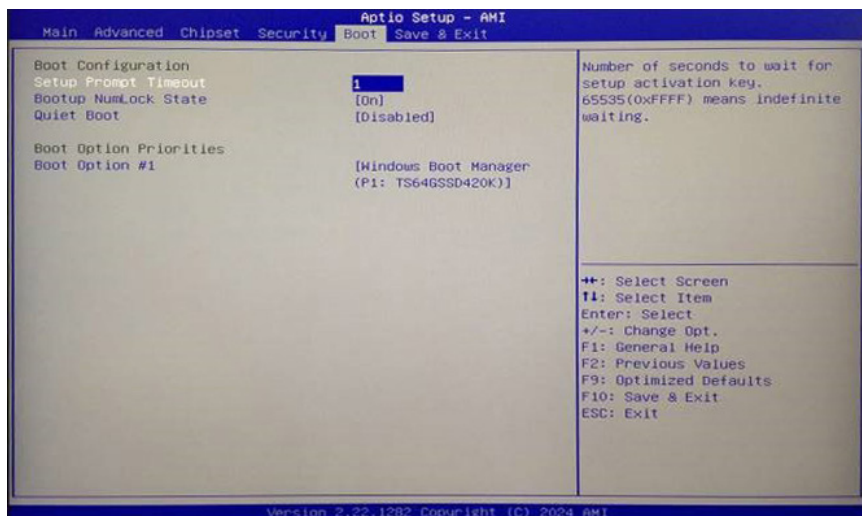 Aptio Setup - AMI
Main Advanced Chipset Security Boot Save & Exit
Boot Configuration
Setup Prompt Timeout 1
Bootup NumLock State [On]
Quiet Boot [Disabled]
Boot Option Priorities
Boot Option #1 [Windows Boot Manager
(P1: TS64GSSD420K)]
Number of seconds to wait for
setup activation key.
65535(0xFFFF) means indefinite
waiting.
→←: Select Screen
↑↓: Select Item
Enter: Select
+/-: Change Opt.
F1: General Help
F2: Previous Values
F9: Optimized Defaults
F10: Save & Exit
ESC: Exit
Version 2.22.1282 Copyright (C) 2024 AMI